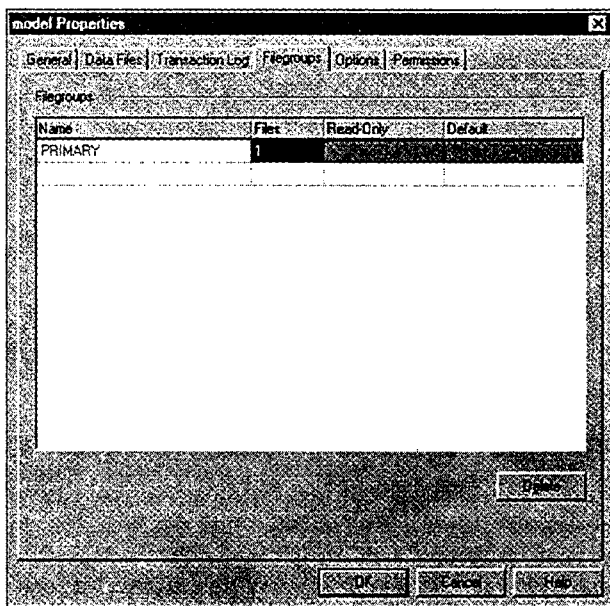 model Properties
General Data Files Transaction Log Filegroups Options Permissions
Filegroups
Name Files Read-Only Default
PRIMARY 1
Delete
OK Cancel Help